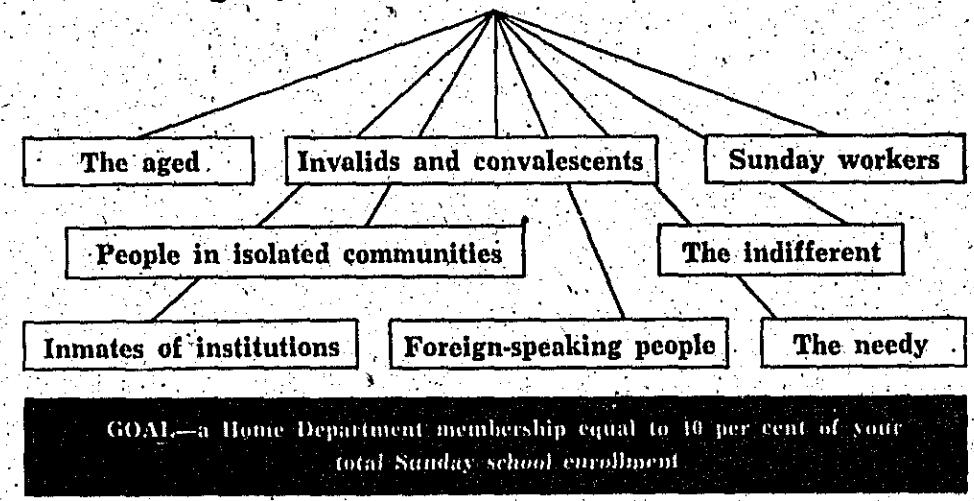 The aged
Invalids and convalescents
Sunday workers
People in isolated communities
The indifferent
Inmates of institutions
Foreign-speaking people
The needy
GOAL—a Home Department membership equal to 10 per cent of your
total Sunday school enrollment